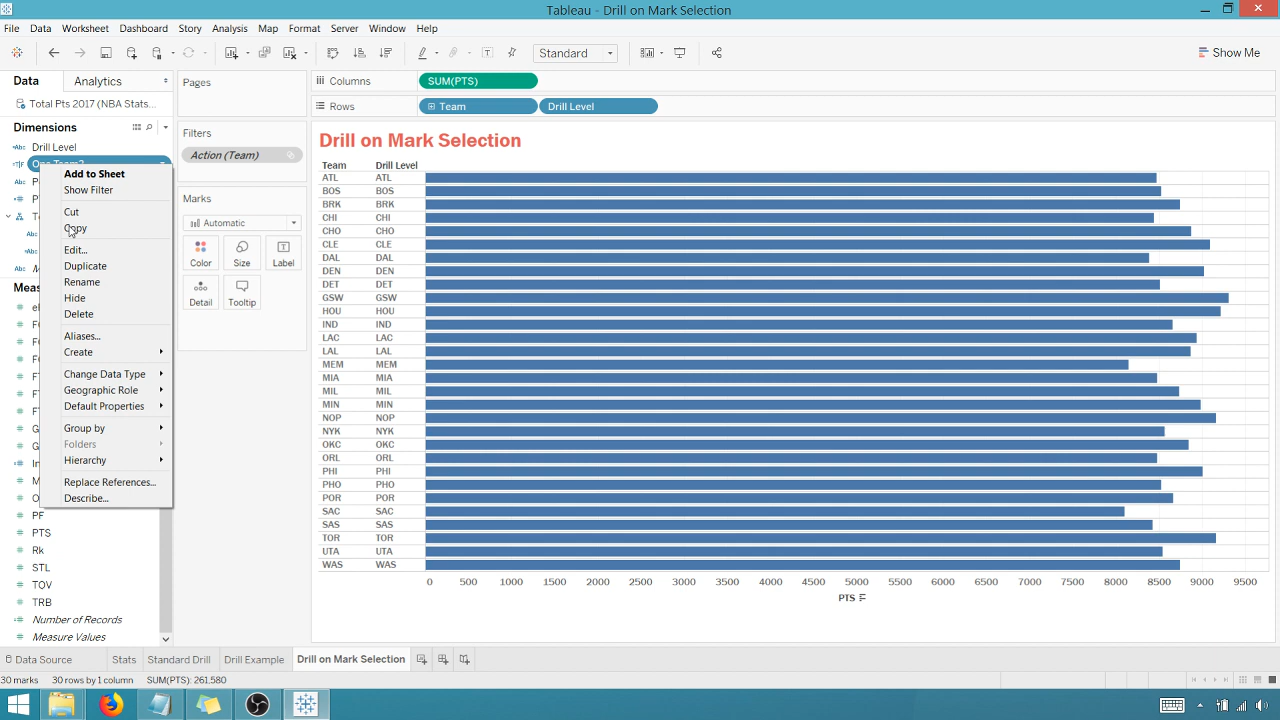 Tableau - Drill on Mark Selection
File Data Worksheet Dashboard Story Analysis Map Format Server Window Help
Standard
Show Me
Data
Analytics
Total Pts 2017 (NBA Stats...
Dimensions
Abc Drill Level
Add to Sheet
Show Filter
Cut
Copy
Edit...
Duplicate
Rename
Hide
Delete
Aliases...
Create
Change Data Type
Geographic Role
Default Properties
Group by
Folders
Hierarchy
Replace References...
Describe...
PF
PTS
Rk
STL
TOV
TRB
Number of Records
Measure Values
Pages
Filters
Action (Team)
Marks
Automatic
Color
Size
Label
Detail
Tooltip
Columns
SUM(PTS)
Rows
Team
Drill Level
Drill on Mark Selection
Team Drill Level
ATL ATL
BOS BOS
BRK BRK
CHI CHI
CHO CHO
CLE CLE
DAL DAL
DEN DEN
DET DET
GSW GSW
HOU HOU
IND IND
LAC LAC
LAL LAL
MEM MEM
MIA MIA
MIL MIL
MIN MIN
NOP NOP
NYK NYK
OKC OKC
ORL ORL
PHI PHI
PHO PHO
POR POR
SAC SAC
SAS SAS
TOR TOR
UTA UTA
WAS WAS
0 500 1000 1500 2000 2500 3000 3500 4000 4500 5000 5500 6000 6500 7000 7500 8000 8500 9000 9500
PTS
Data Source
Stats
Standard Drill
Drill Example
Drill on Mark Selection
30 marks 30 rows by 1 column SUM(PTS): 261.580